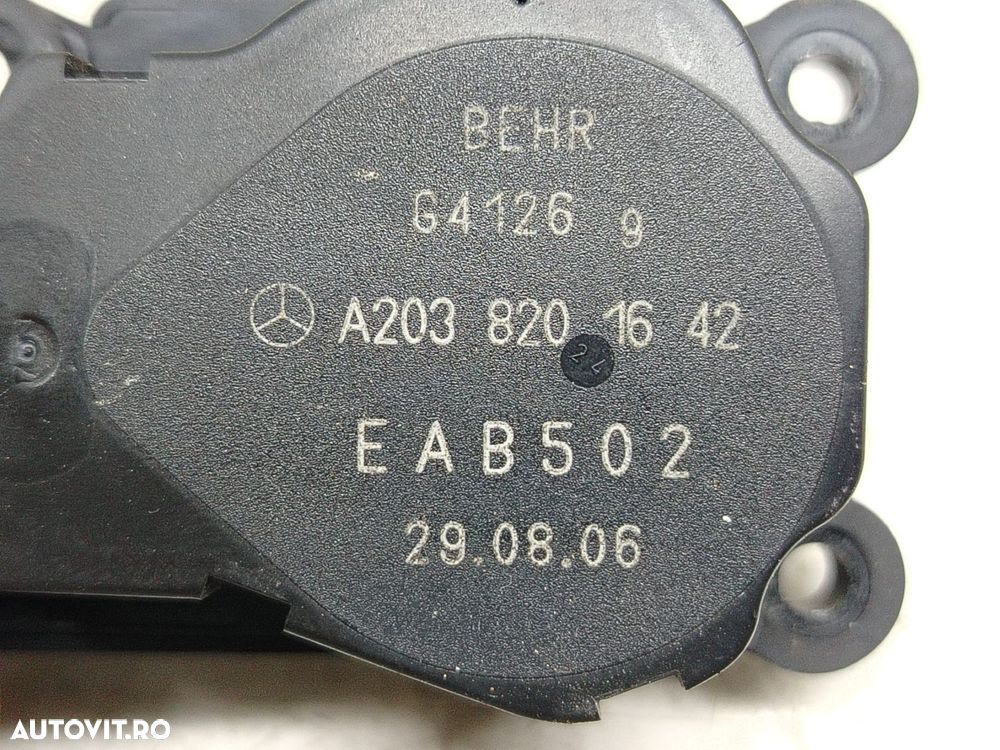 BEHR
G4126 9
A203 820 16 42
24
EAB502
29.08.06
AUTOVIT.RO